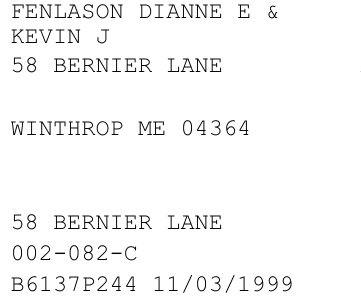 FENLASON DIANNE E &
KEVIN J
58 BERNIER LANE
WINTHROP ME 04364
58 BERNIER LANE
002-082-C
B6137P244 11/03/1999